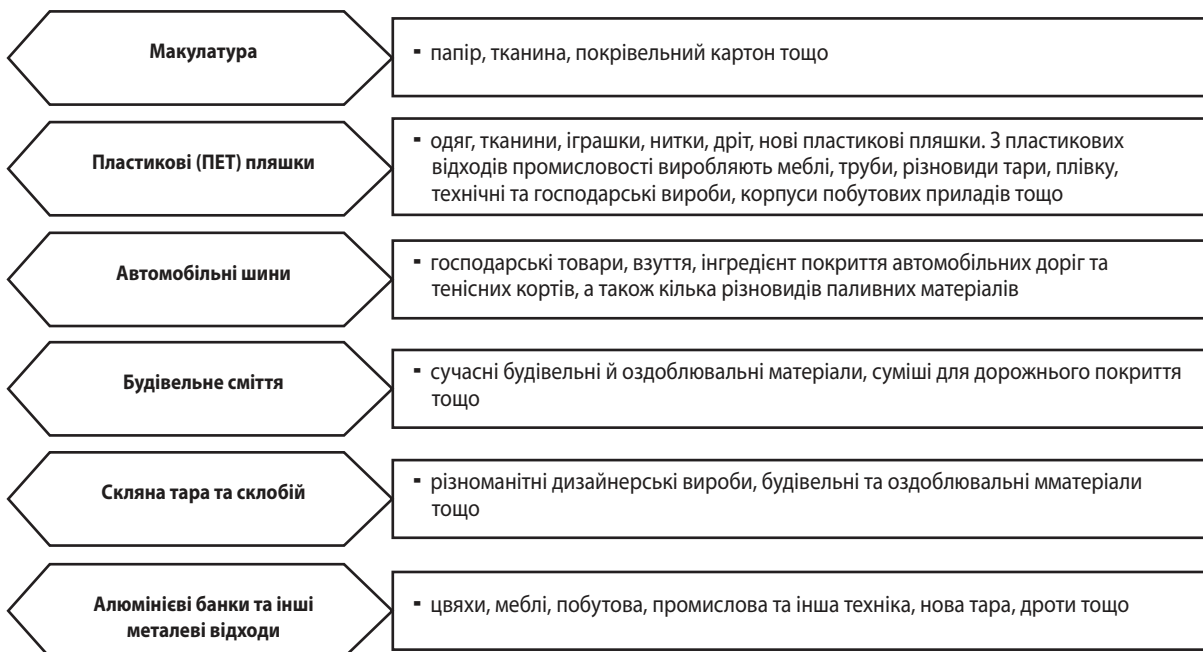 Макулатура
▪ папір, тканина, покрівельний картон тощо
Пластикові (ПЕТ) пляшки
▪ одяг, тканини, іграшки, нитки, дріт, нові пластикові пляшки. З пластикових
відходів промисловості виробляють меблі, труби, різновиди тари, плівку,
технічні та господарські вироби, корпуси побутових приладів тощо
Автомобільні шини
▪ господарські товари, взуття, інгредієнт покриття автомобільних доріг та
тенісних кортів, а також кілька різновидів паливних матеріалів
Будівельне сміття
▪ сучасні будівельні й оздоблювальні матеріали, суміші для дорожнього покриття
тощо
Скляна тара та склобій
▪ різноманітні дизайнерські вироби, будівельні та оздоблювальні мматеріали
тощо
Алюмінієві банки та інші
металеві відходи
▪ цвяхи, меблі, побутова, промислова та інша техніка, нова тара, дроти тощо